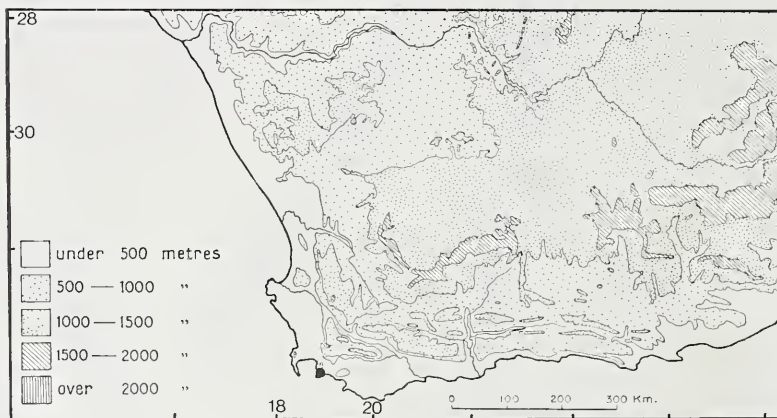 28
30
under 500 metres
500 — 1000 "
1000 — 1500 "
1500 — 2000 "
over 2000 "
18 20
0 100 200 300 Km.